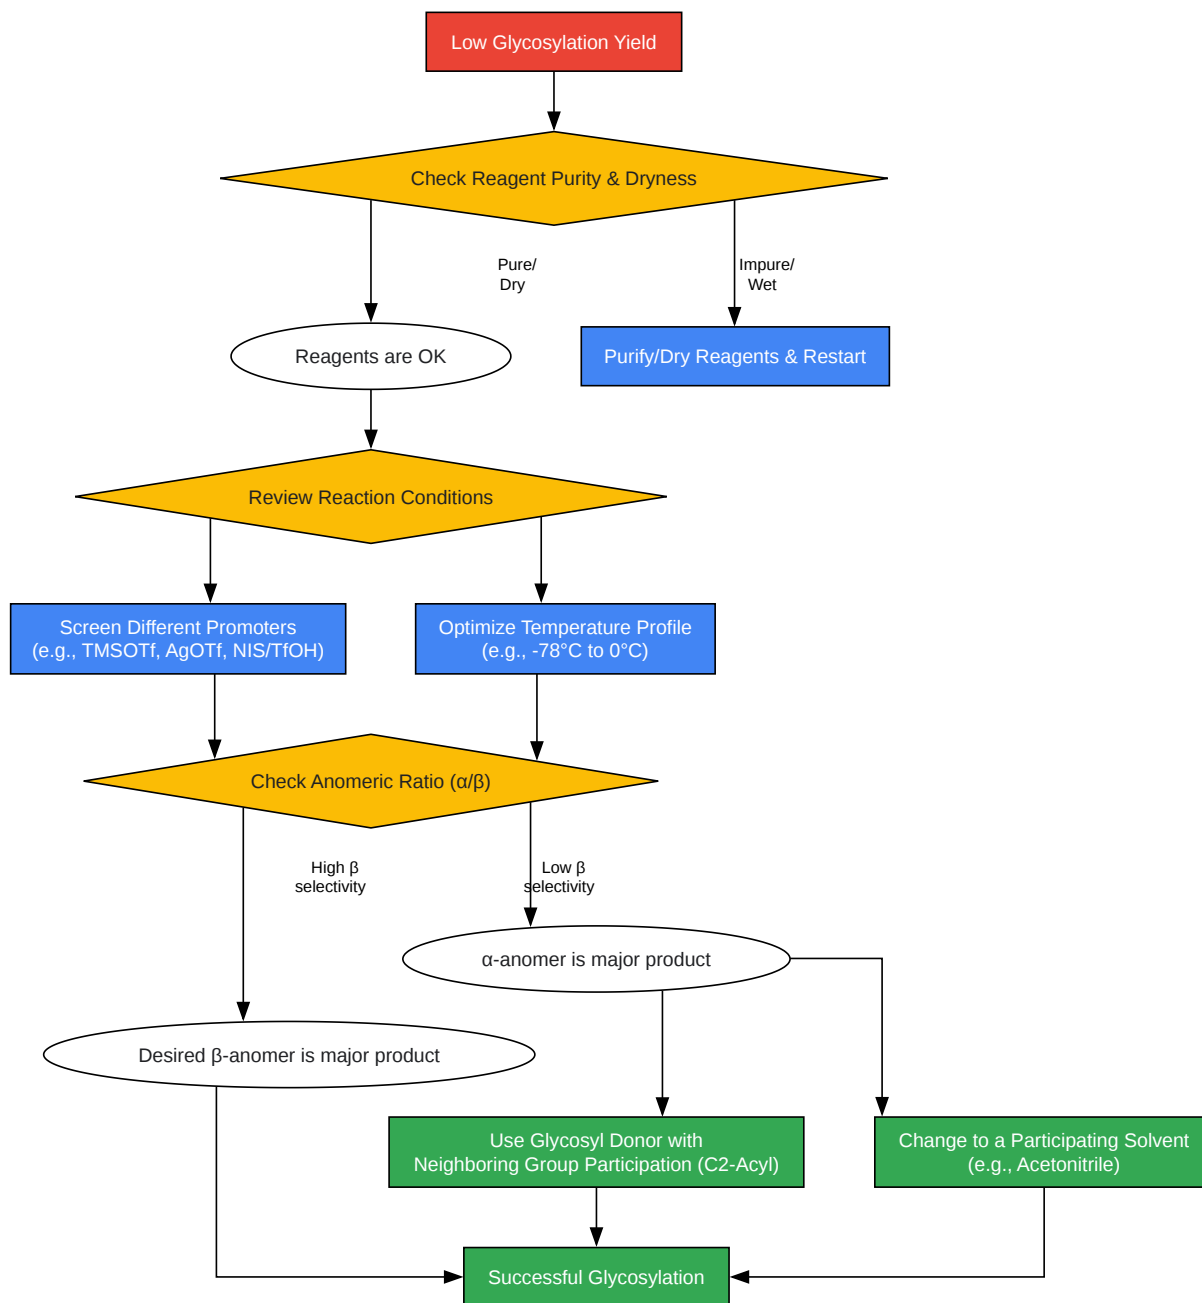 Low Glycosylation Yield
Check Reagent Purity & Dryness
Pure/
Dry
Impure/
Wet
Reagents are OK
Purify/Dry Reagents & Restart
Review Reaction Conditions
Screen Different Promoters
(e.g., TMSOTf, AgOTf, NIS/TfOH)
Optimize Temperature Profile
(e.g., -78°C to 0°C)
Check Anomeric Ratio (α/β)
High β
selectivity
Low β
selectivity
α-anomer is major product
Desired β-anomer is major product
Use Glycosyl Donor with
Neighboring Group Participation (C2-Acyl)
Change to a Participating Solvent
(e.g., Acetonitrile)
Successful Glycosylation